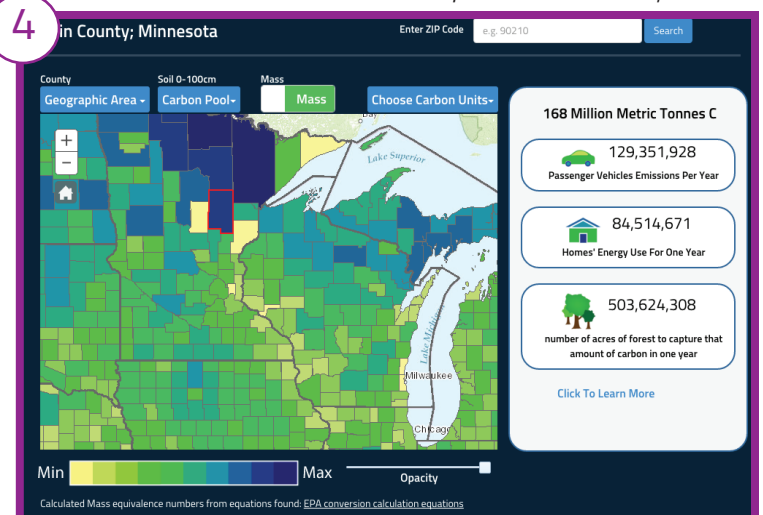 4
in County; Minnesota
Enter ZIP Code
e.g. 90210
Search
County
Soil 0-100cm
Mass
Geographic Area
Carbon Pool
Mass
Choose Carbon Units
Bay
Lake Superior
Lake Michigan
Milwaukee
Chicago
+
−
168 Million Metric Tonnes C
129,351,928
Passenger Vehicles Emissions Per Year
84,514,671
Homes' Energy Use For One Year
503,624,308
number of acres of forest to capture that
amount of carbon in one year
Click To Learn More
Min
Max
Opacity
Calculated Mass equivalence numbers from equations found: EPA conversion calculation equations